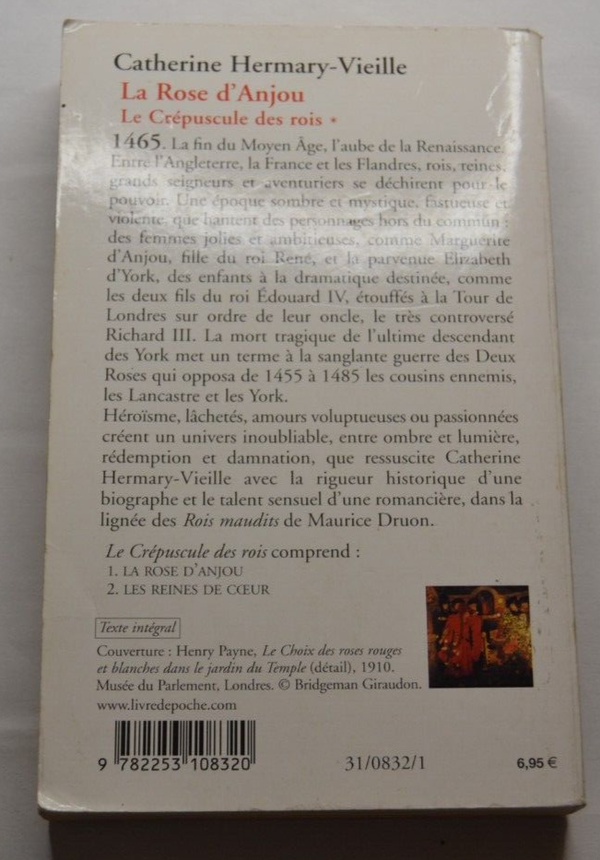 Catherine Hermary-Vieille
La Rose d'Anjou
Le Crépuscule des rois *
1465. La fin du Moyen Âge, l'aube de la Renaissance.
Entre l'Angleterre, la France et les Flandres, rois, reines,
grands seigneurs et aventuriers se déchirent pour le
pouvoir. Une époque sombre et mystique, fastueuse et
violente, que hantent des personnages hors du commun :
des femmes jolies et ambitieuses, comme Marguerite
d'Anjou, fille du roi René, et la parvenue Elizabeth
d'York, des enfants à la dramatique destinée, comme
les deux fils du roi Édouard IV, étouffés à la Tour de
Londres sur ordre de leur oncle, le très controversé
Richard III. La mort tragique de l'ultime descendant
des York met un terme à la sanglante guerre des Deux
Roses qui opposa de 1455 à 1485 les cousins ennemis,
les Lancastre et les York.
Héroïsme, lâchetés, amours voluptueuses ou passionnées
créent un univers inoubliable, entre ombre et lumière,
rédemption et damnation, que ressuscite Catherine
Hermary-Vieille avec la rigueur historique d'une
biographe et le talent sensuel d'une romancière, dans la
lignée des Rois maudits de Maurice Druon.
Le Crépuscule des rois comprend :
1. LA ROSE D'ANJOU
2. LES REINES DE CŒUR
Texte intégral
Couverture : Henry Payne, Le Choix des roses rouges
et blanches dans le jardin du Temple (détail), 1910.
Musée du Parlement, Londres. © Bridgeman Giraudon.
www.livredepoche.com
9 782253 108320
31/0832/1
6,95 €